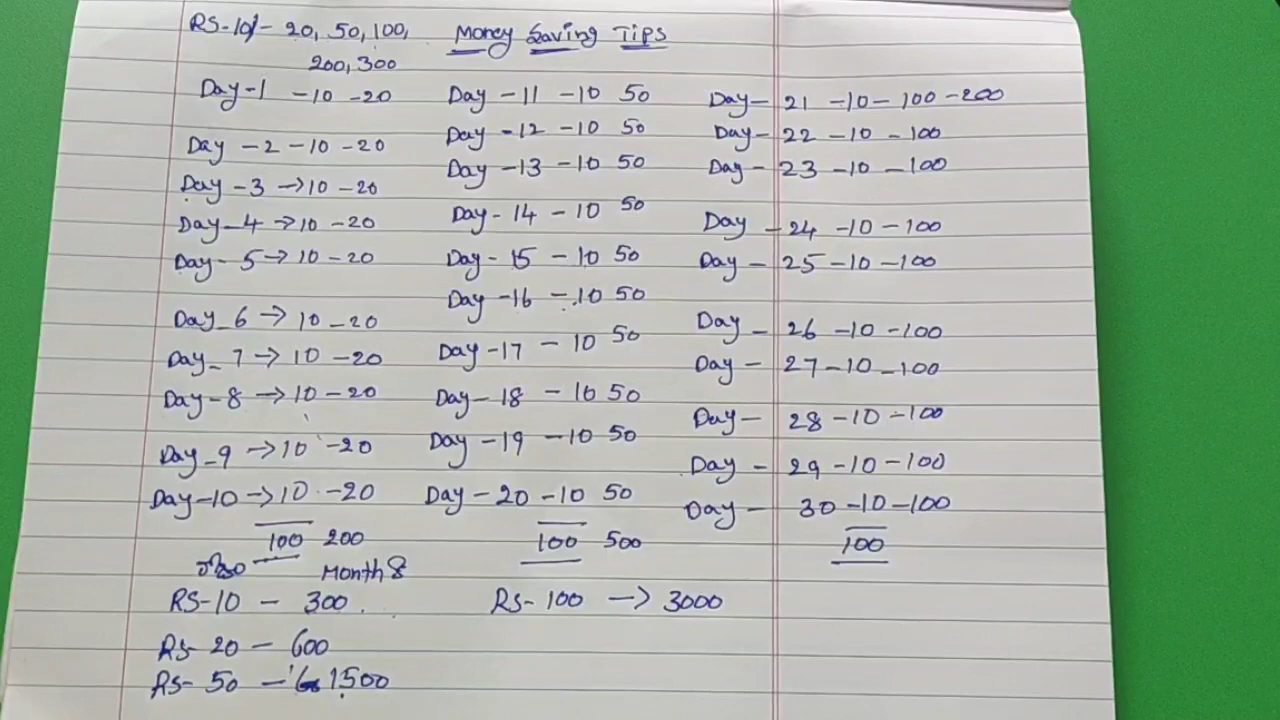 RS-10/- 20, 50, 100, 200, 300
Money Saving Tips
Day-1 -10 -20
Day -2 -10 -20
Day -3 →10 -20
Day-4 →10 -20
Day- 5→10 -20
Day-6 → 10 -20
Day- 7 → 10 -20
Day-8 →10 -20
Day-9 →10 -20
Day-10 →10 -20
100 200
Day -11 -10 50
Day -12 -10 50
Day -13 -10 50
Day- 14 -10 50
Day- 15 -10 50
Day -16 -10 50
Day -17 - 10 50
Day- 18 - 10 50
Day -19 -10 50
Day- 20 -10 50
100 500
Day- 21 -10- 100 -200
Day- 22 -10 -100
Day- 23 -10 -100
Day -24 -10 -100
Day -25 -10 -100
Day - 26 -10 -100
Day - 27 -10 -100
Day- 28 -10 -100
Day - 29 -10 -100
Day- 30 -10 -100
100
Month
RS-10 - 300
RS- 20 - 600
RS- 50 - 1500
RS- 100 → 3000